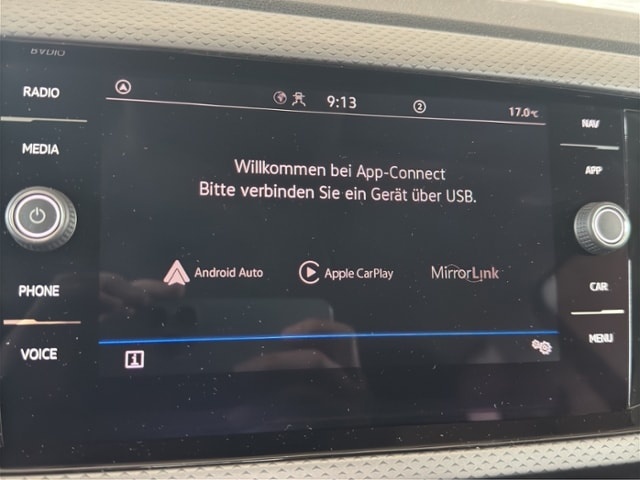 RADIO
MEDIA
PHONE
VOICE
9:13
2
17.0°C
Willkommen bei App-Connect
Bitte verbinden Sie ein Gerät über USB.
Android Auto
Apple CarPlay
MirrorLink
i
NAV
APP
CAR
MENU